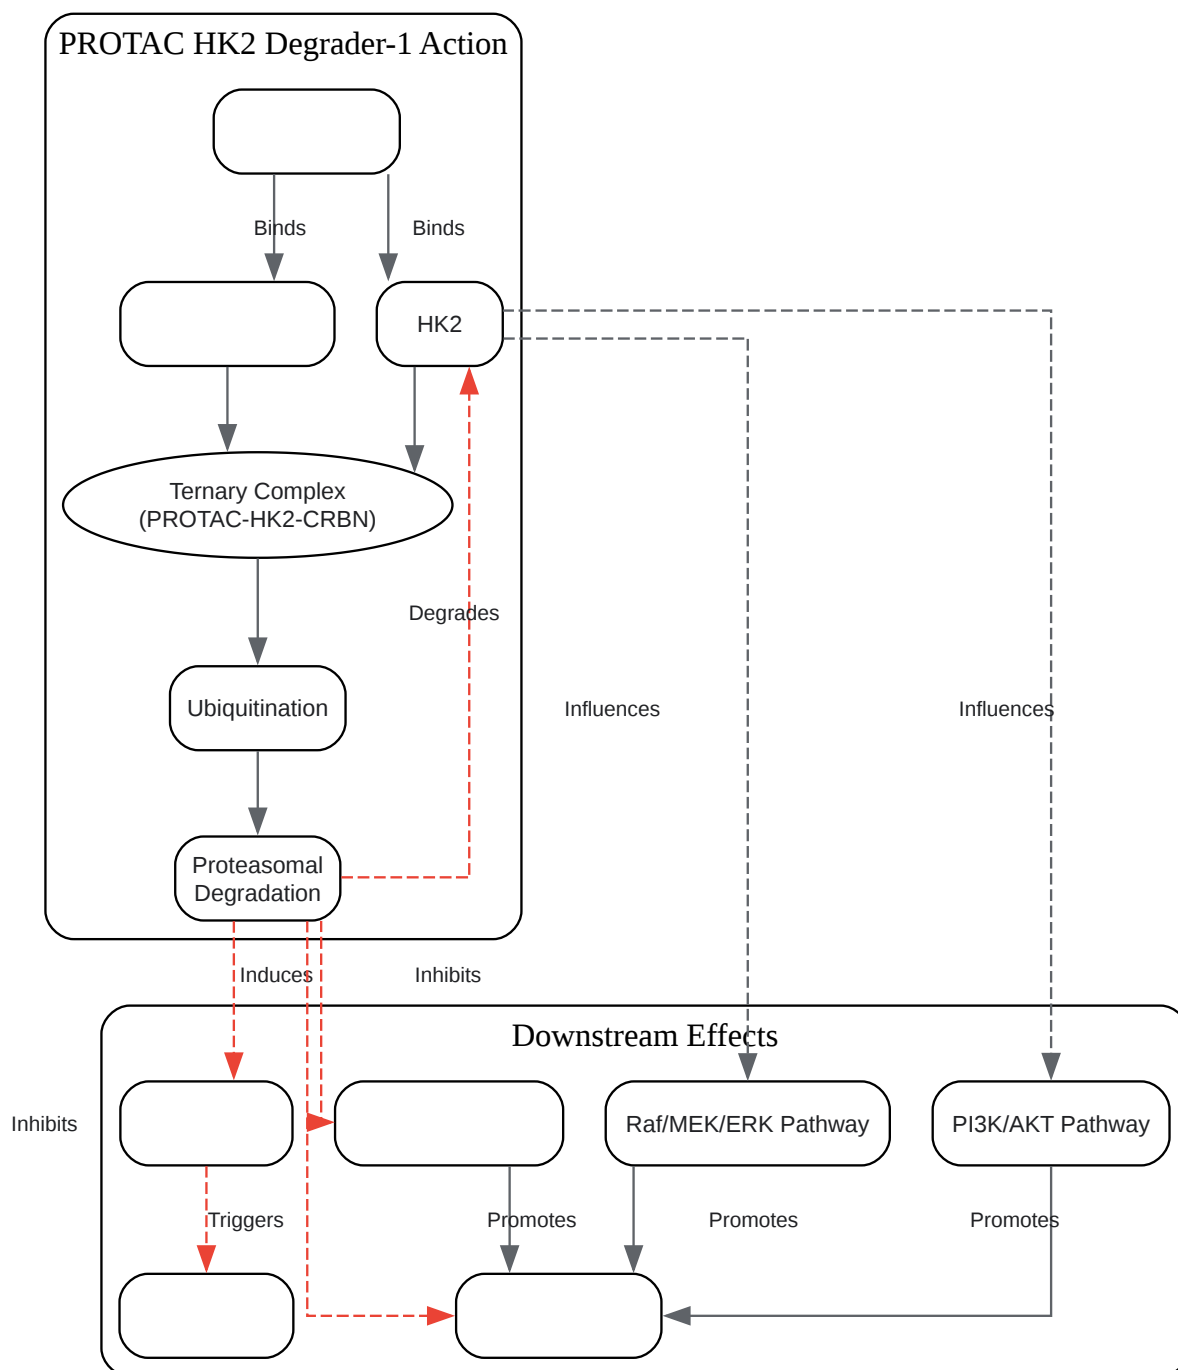 PROTAC HK2 Degrader-1 Action
Binds
Binds
HK2
Ternary Complex
(PROTAC-HK2-CRBN)
Degrades
Ubiquitination
Influences
Influences
Proteasomal
Degradation
Induces
Inhibits
Downstream Effects
Inhibits
Raf/MEK/ERK Pathway
PI3K/AKT Pathway
Triggers
Promotes
Promotes
Promotes